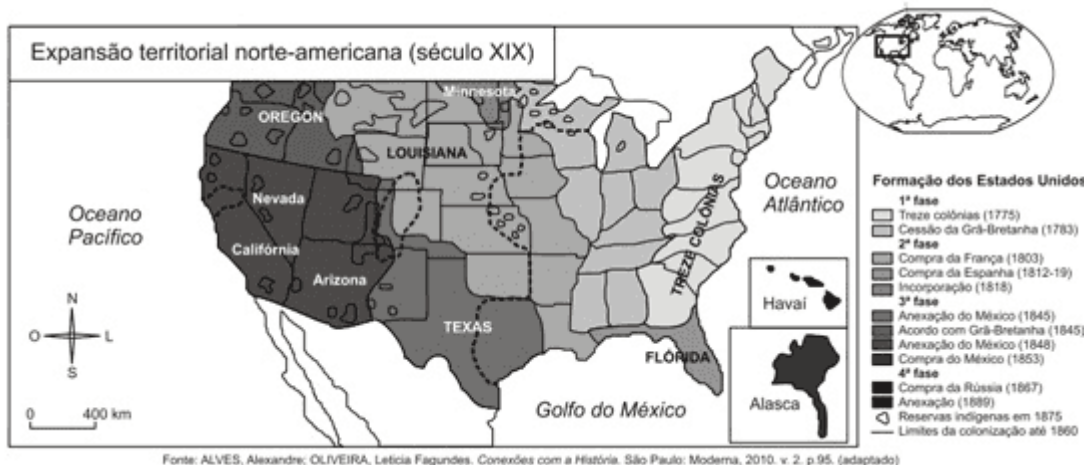 Expansão territorial norte-americana (século XIX)
Minnesota
OREGÓN
LOUISIANA
Nevada
Califórnia
Arizona
TEXAS
FLÓRIDA
TREZE COLÔNIAS
Oceano
Pacífico
Oceano
Atlântico
Golfo do México
Havaí
Alasca
N
O
L
S
0 400 km
Formação dos Estados Unidos
1ª fase
Treze colônias (1775)
Cessão da Grã-Bretanha (1783)
2ª fase
Compra da França (1803)
Compra da Espanha (1812-19)
Incorporação (1818)
3ª fase
Anexação do México (1845)
Acordo com Grã-Bretanha (1845)
Anexação do México (1848)
Compra do México (1853)
4ª fase
Compra da Rússia (1867)
Anexação (1889)
Reservas indígenas em 1875
Limites da colonização até 1860
Fonte: ALVES, Alexandre; OLIVEIRA, Letícia Fagundes. Conexões com a História. São Paulo: Moderna, 2010. v. 2. p.95. (adaptado)